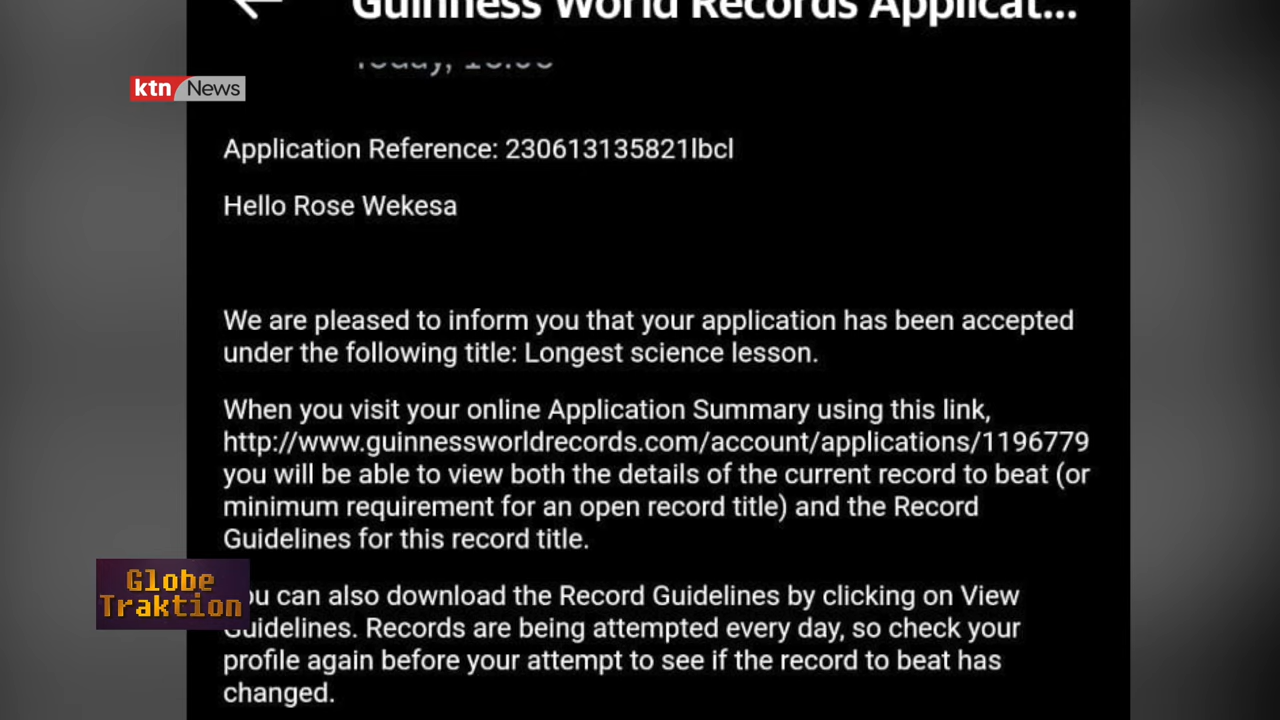 Guinness World Records Applicat...
ktn News
Application Reference: 230613135821lbcl
Hello Rose Wekesa
We are pleased to inform you that your application has been accepted
under the following title: Longest science lesson.
When you visit your online Application Summary using this link,
http://www.guinnessworldrecords.com/account/applications/1196779
you will be able to view both the details of the current record to beat (or
minimum requirement for an open record title) and the Record
Guidelines for this record title.
Globe
Traktion
ou can also download the Record Guidelines by clicking on View
Guidelines. Records are being attempted every day, so check your
profile again before your attempt to see if the record to beat has
changed.